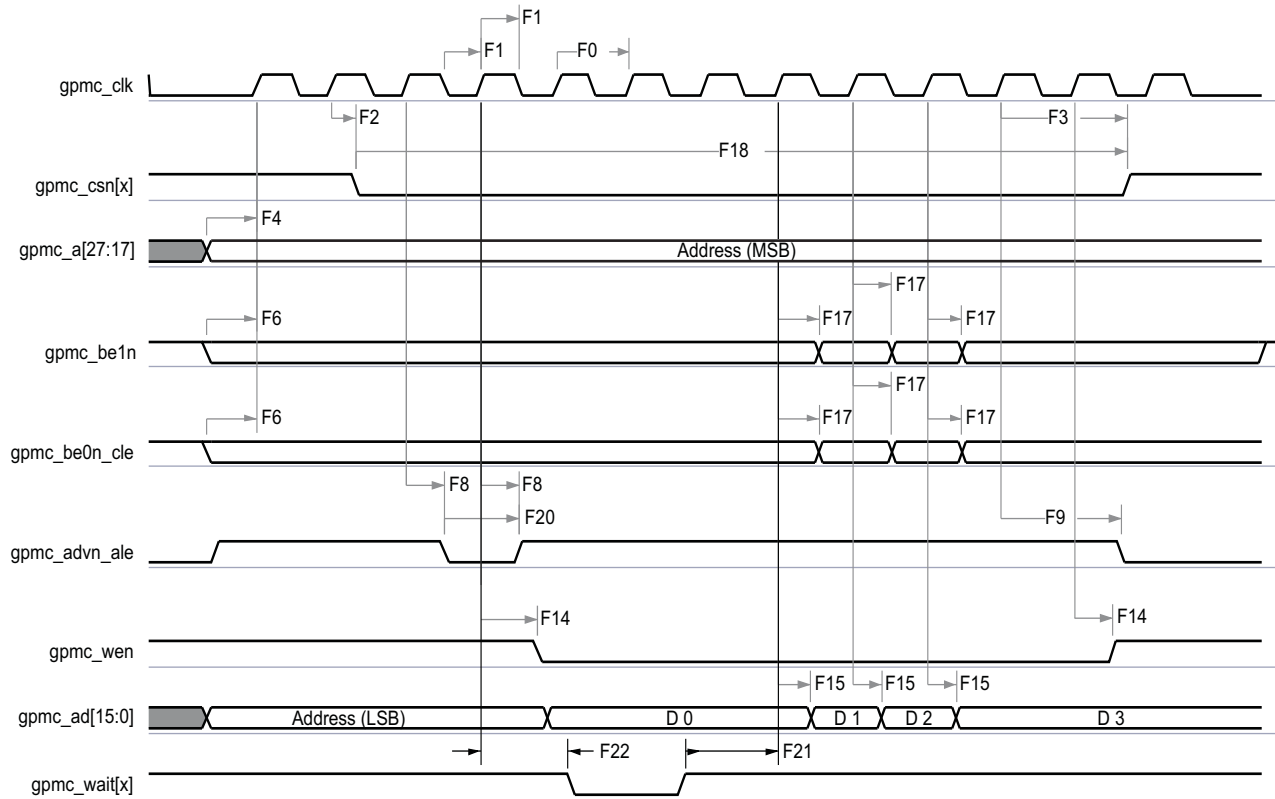 F1
F1 F0
gpmc_clk
F2 F3
F18
gpmc_csn[x]
F4
gpmc_a[27:17] Address (MSB)
F17
F6 F17 F17
gpmc_be1n
F17
F6 F17 F17
gpmc_be0n_cle
F8 F8
F20 F9
gpmc_advn_ale
F14 F14
gpmc_wen
F15 F15 F15
gpmc_ad[15:0] Address (LSB) D 0 D 1 D 2 D 3
F22 F21
gpmc_wait[x]